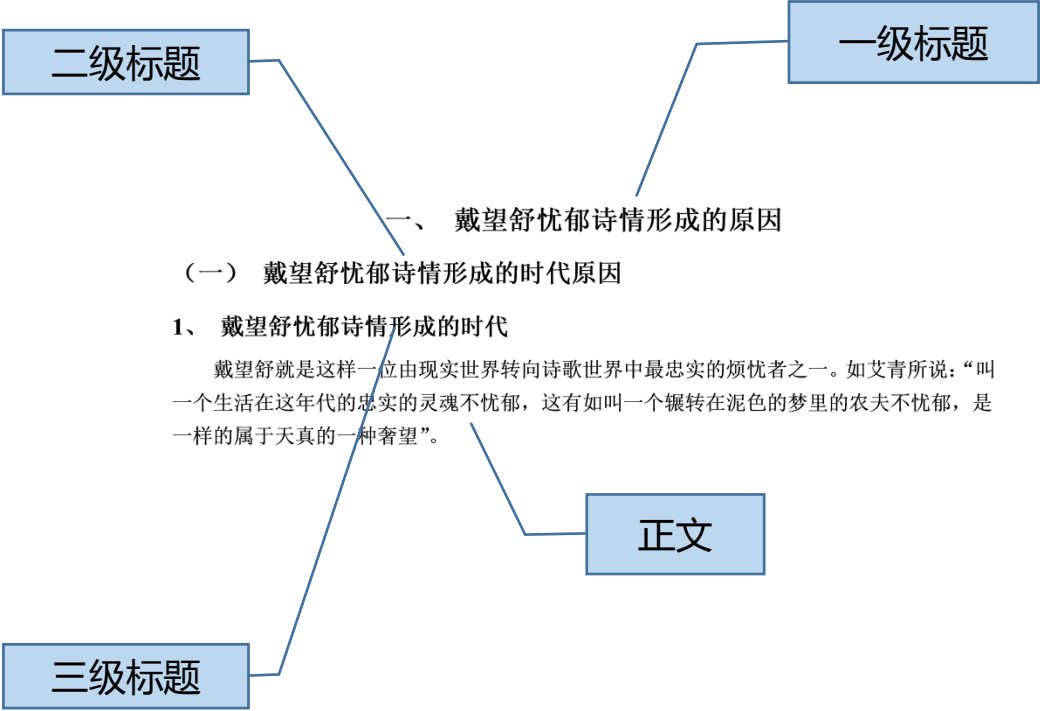 一级标题
二级标题
一、 戴望舒忧郁诗情形成的原因
（一） 戴望舒忧郁诗情形成的时代原因
1、 戴望舒忧郁诗情形成的时代
戴望舒就是这样一位由现实世界转向诗歌世界中最忠实的烦忧者之一。如艾青所说：“叫
一个生活在这年代的忠实的灵魂不忧郁，这有如叫一个辗转在泥色的梦里的农夫不忧郁，是
一样的属于天真的一种奢望”。
正文
三级标题